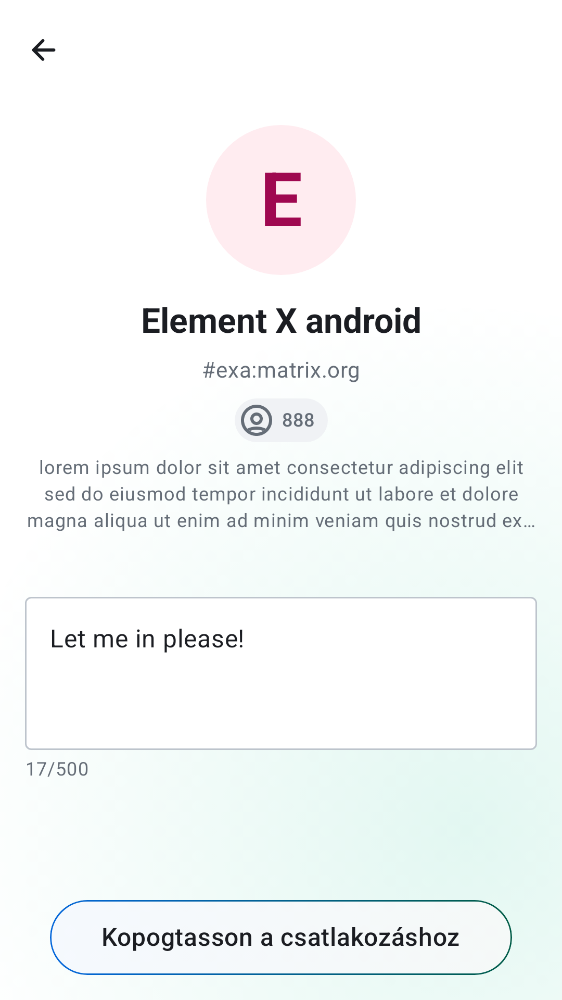 E
Element X android
#exa:matrix.org
888
lorem ipsum dolor sit amet consectetur adipiscing elit
sed do eiusmod tempor incididunt ut labore et dolore
magna aliqua ut enim ad minim veniam quis nostrud ex…
Let me in please!
17/500
Kopogtasson a csatlakozáshoz